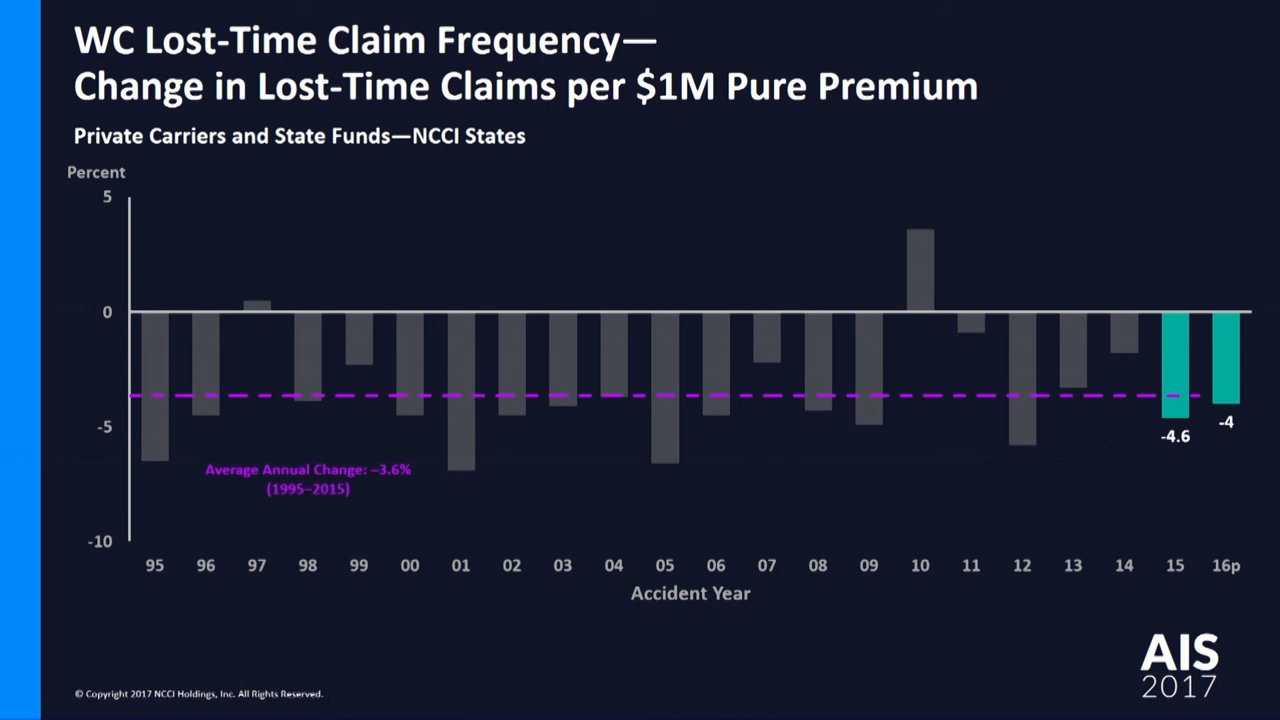 WC Lost-Time Claim Frequency—
Change in Lost-Time Claims per $1M Pure Premium
Private Carriers and State Funds—NCCI States
Percent
5
0
-5
-10
-4.6
-4
Average Annual Change: –3.6%
(1995–2015)
95 96 97 98 99 00 01 02 03 04 05 06 07 08 09 10 11 12 13 14 15 16p
Accident Year
AIS
2017
© Copyright 2017 NCCI Holdings, Inc. All Rights Reserved.